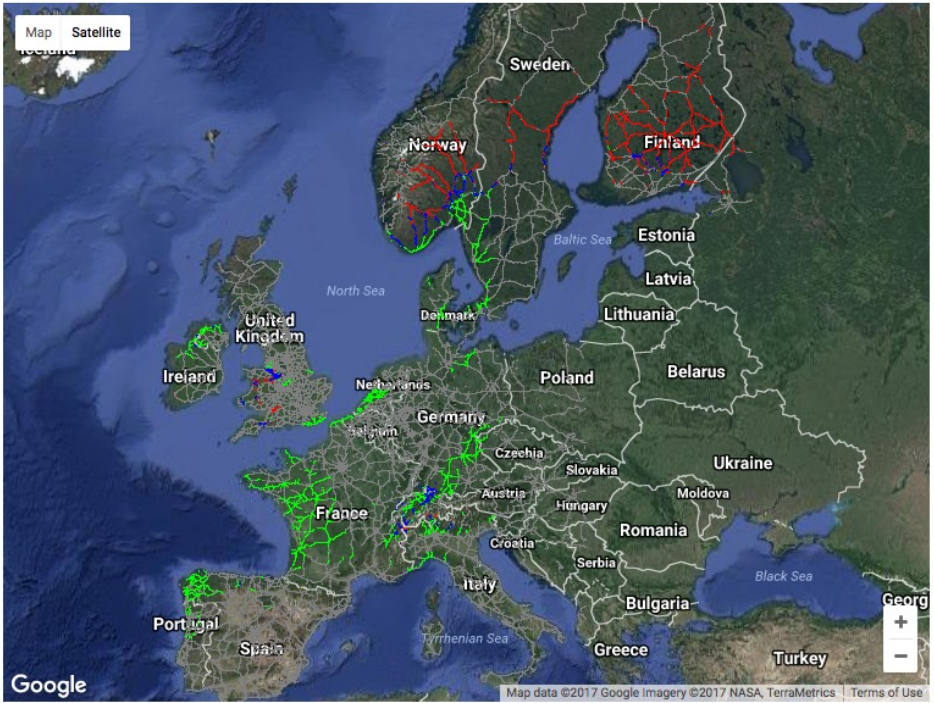 Map Satellite
Iceland
Sweden
Norway
Finland
Estonia
Baltic Sea
Latvia
North Sea
Denmark
Lithuania
United
Kingdom
Ireland
Netherlands
Poland
Belarus
Germany
Belgium
Czechia
Ukraine
Slovakia
Austria
Moldova
France
Hungary
Romania
Croatia
Serbia
Black Sea
Italy
Bulgaria
Georg
Portugal
Tyrrhenian Sea
Spain
Greece
Turkey
+
−
Google
Map data ©2017 Google Imagery ©2017 NASA, TerraMetrics Terms of Use